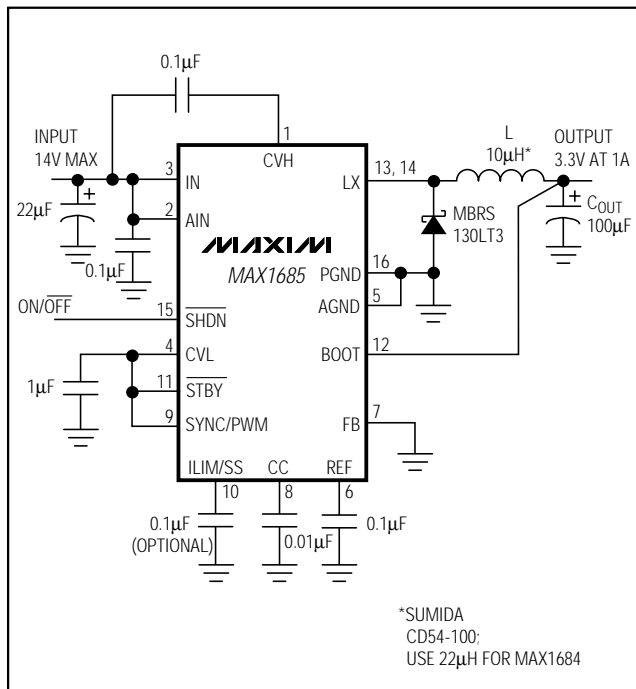 0.1µF
1
CVH
INPUT
14V MAX
3
IN
2
AIN
22µF
+
0.1µF
MAXIM
MAX1685
13, 14
LX
L
10µH*
OUTPUT
3.3V AT 1A
+
COUT
100µF
MBRS
130LT3
16
PGND
5
AGND
ON/OFF
15
SHDN
4
CVL
12
BOOT
1µF
11
STBY
9
SYNC/PWM
7
FB
ILIM/SS
CC
REF
10
8
6
0.1µF
(OPTIONAL)
0.01µF
0.1µF
*SUMIDA
CD54-100;
USE 22µH FOR MAX1684